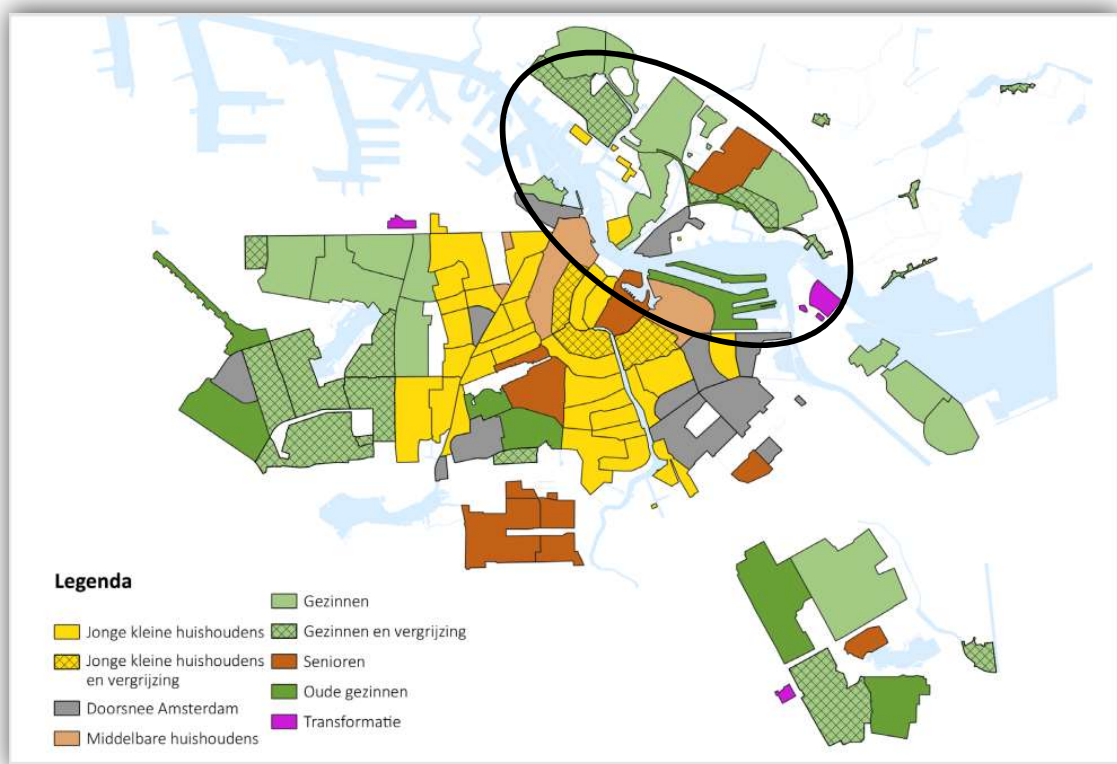 Legenda
Jonge kleine huishoudens
Jonge kleine huishoudens
en vergrijzing
Doorsnee Amsterdam
Middelbare huishoudens
Gezinnen
Gezinnen en vergrijzing
Senioren
Oude gezinnen
Transformatie